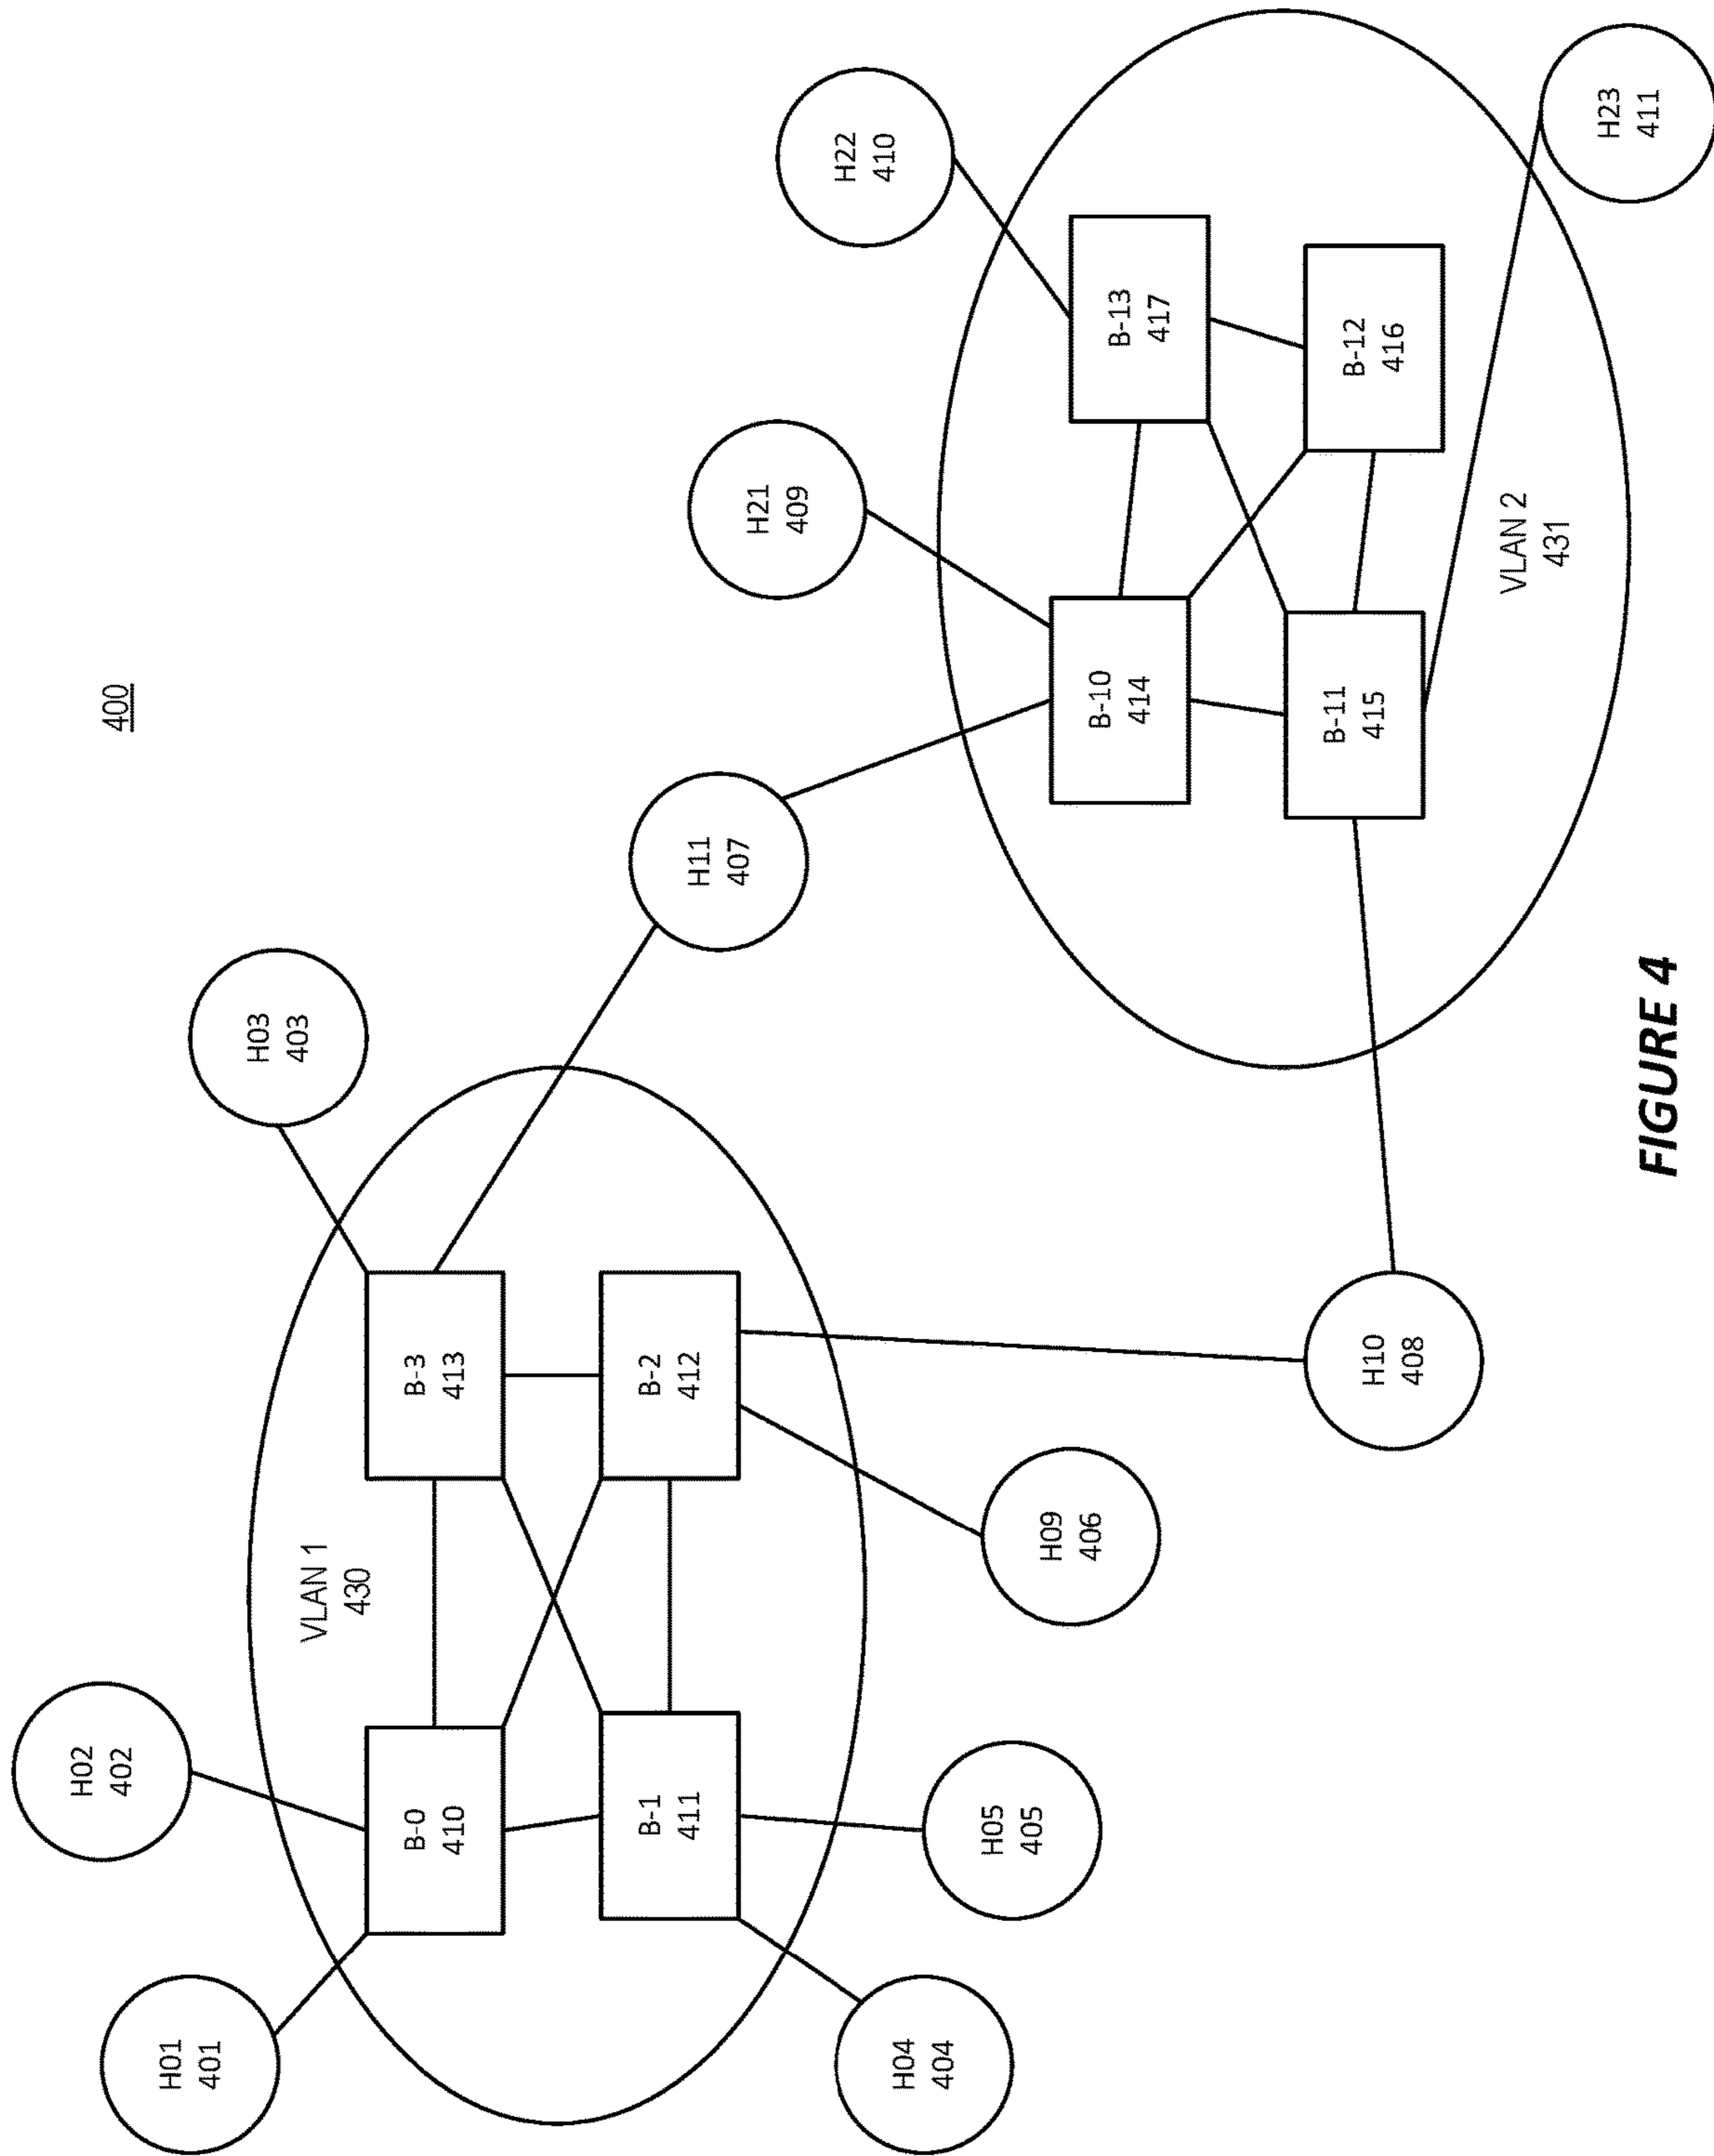 400
H01
401
H02
402
H03
403
VLAN 1
430
B-0
410
B-3
413
B-1
411
B-2
412
H04
404
H05
405
H09
406
H10
408
H11
407
H21
409
H22
410
B-10
414
B-13
417
B-11
415
B-12
416
VLAN 2
431
H23
411
FIGURE 4